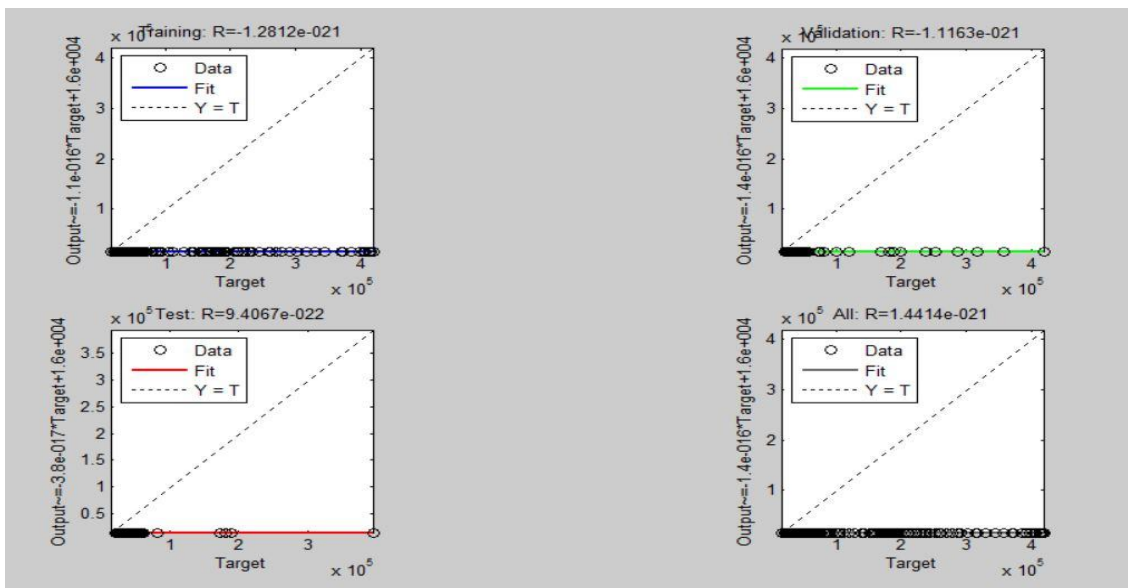 Training: R=-1.2812e-021
x 10^5
Output~=-1.1e-016*Target+1.6e+004
4
3
2
1
Data
Fit
Y = T
1 2 3 4
Target
x 10^5
Validation: R=-1.1163e-021
x 10^5
Output~=-1.4e-016*Target+1.6e+004
4
3
2
1
Data
Fit
Y = T
1 2 3 4
Target
x 10^5
Test: R=9.4067e-022
x 10^5
Output~=-3.8e-017*Target+1.6e+004
3.5
3
2.5
2
1.5
1
0.5
Data
Fit
Y = T
1 2 3 4
Target
x 10^5
All: R=1.4414e-021
x 10^5
Output~=-1.4e-016*Target+1.6e+004
4
3
2
1
Data
Fit
Y = T
1 2 3 4
Target
x 10^5